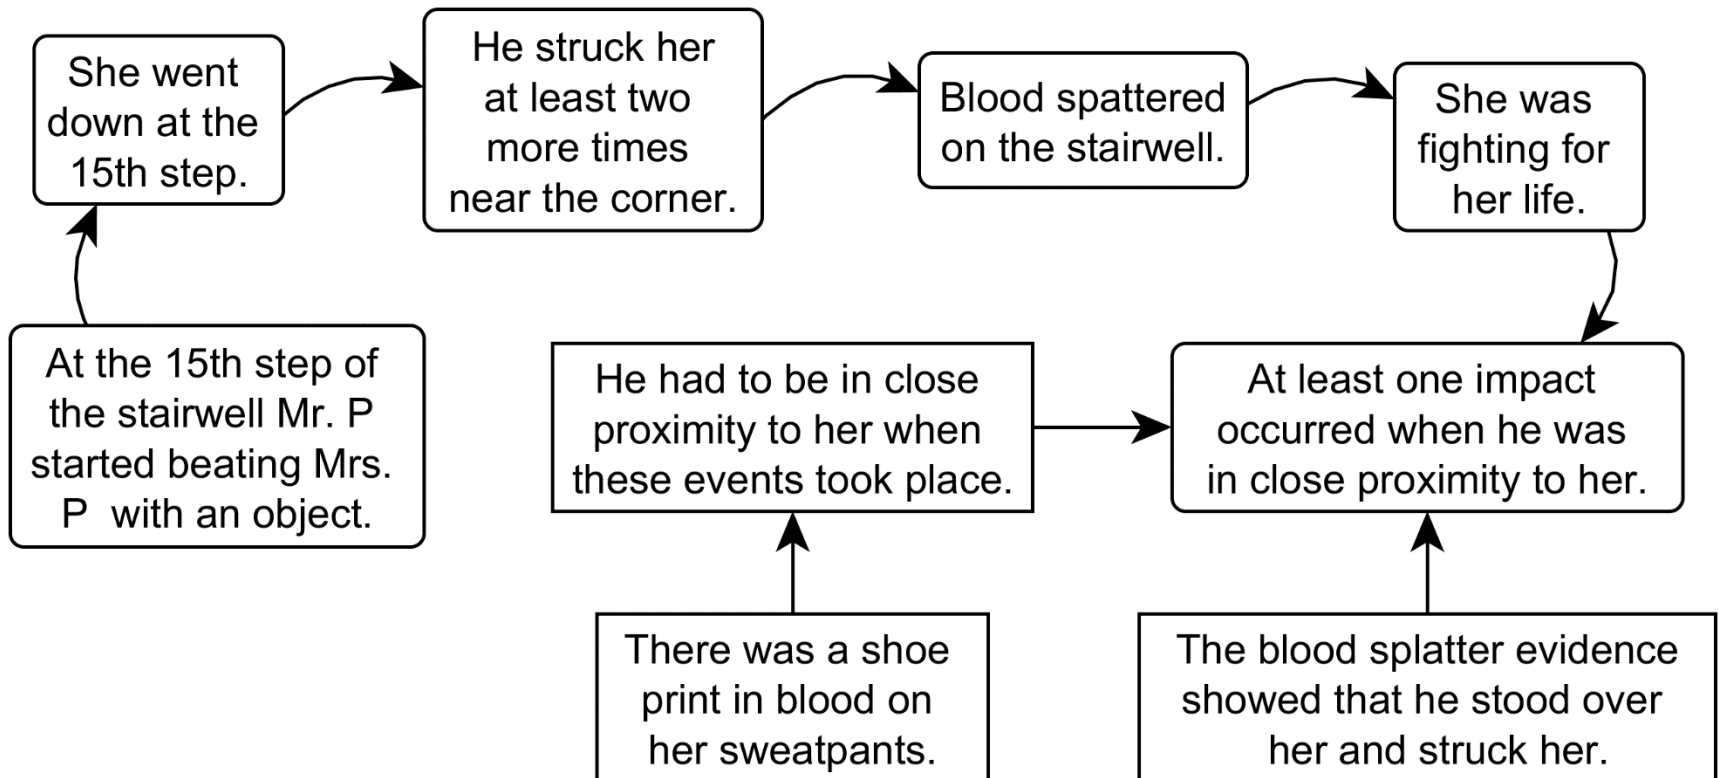 She went
down at the
15th step.
He struck her
at least two
more times
near the corner.
Blood spattered
on the stairwell.
She was
fighting for
her life.
At the 15th step of
the stairwell Mr. P
started beating Mrs.
P with an object.
He had to be in close
proximity to her when
these events took place.
At least one impact
occurred when he was
in close proximity to her.
There was a shoe
print in blood on
her sweatpants.
The blood splatter evidence
showed that he stood over
her and struck her.